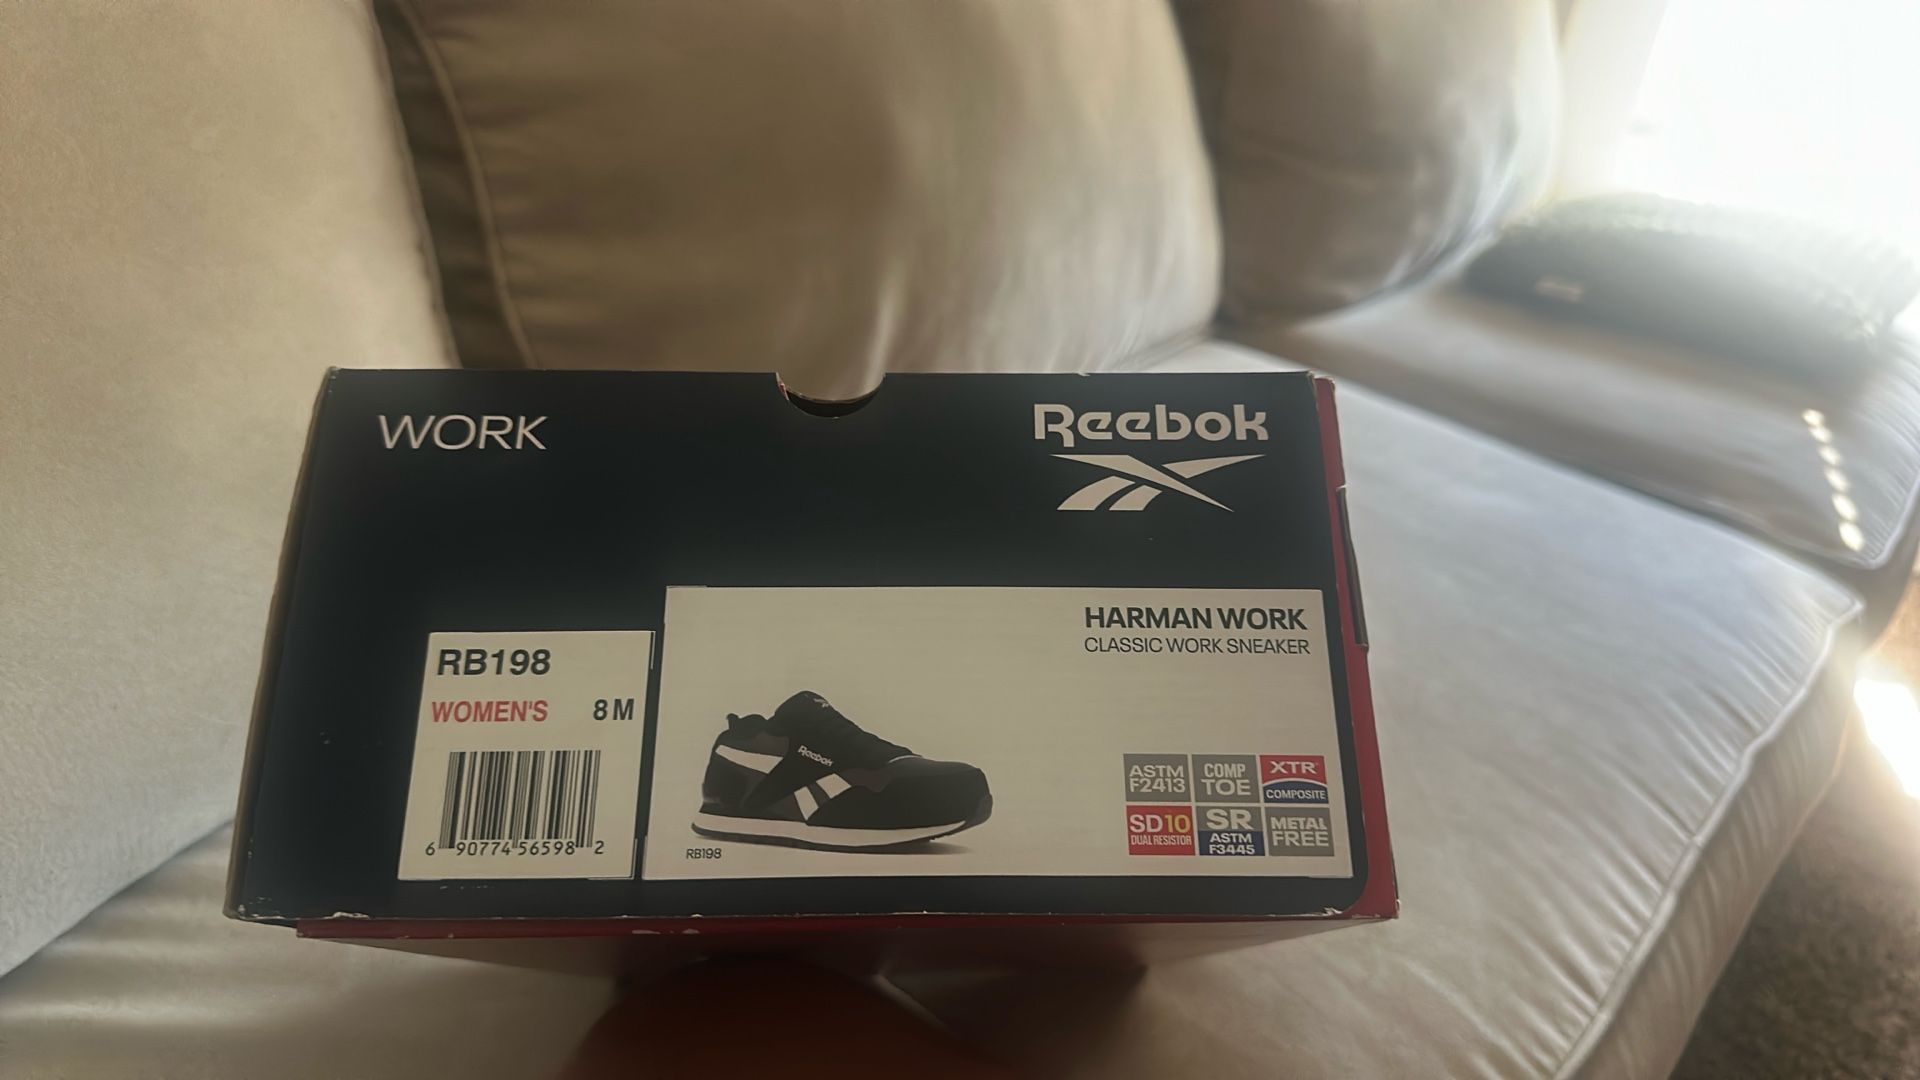 WORK
Reebok
HARMAN WORK
CLASSIC WORK SNEAKER
RB198
WOMEN'S 8 M
6 90774 56598 2
Reebok
RB198
ASTM
F2413
COMP
TOE
XTR
COMPOSITE
SD10
DUAL RESISTOR
SR
ASTM
F3445
METAL
FREE